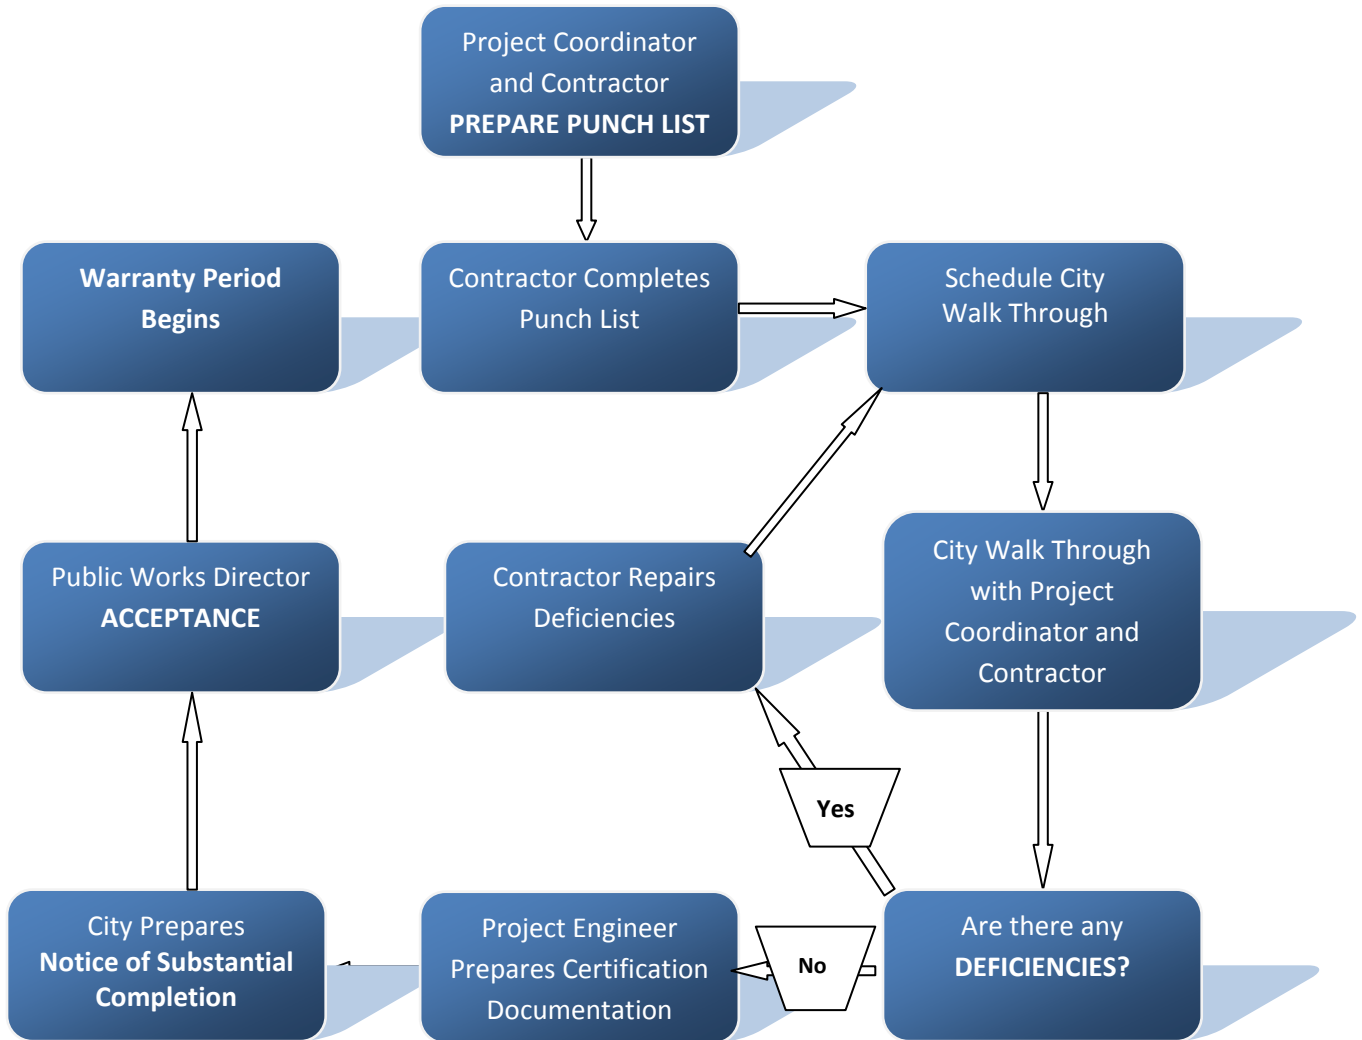 Project Coordinator
and Contractor
PREPARE PUNCH LIST
Warranty Period
Begins
Contractor Completes
Punch List
Schedule City
Walk Through
Public Works Director
ACCEPTANCE
Contractor Repairs
Deficiencies
City Walk Through
with Project
Coordinator and
Contractor
Yes
City Prepares
Notice of Substantial
Completion
Project Engineer
Prepares Certification
Documentation
No
Are there any
DEFICIENCIES?